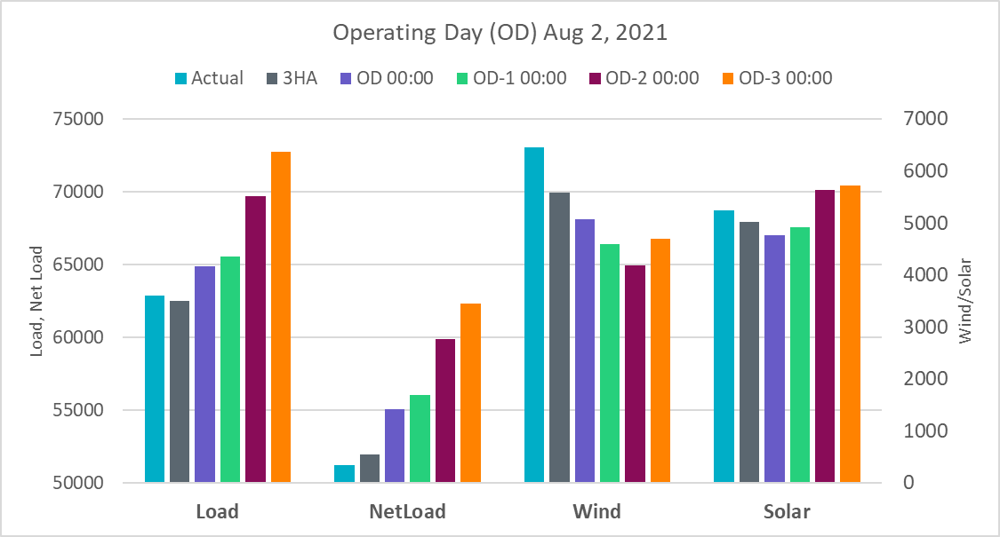 Operating Day (OD) Aug 2, 2021
Actual 3HA OD 00:00 OD-1 00:00 OD-2 00:00 OD-3 00:00
Load, Net Load
75000
70000
65000
60000
55000
50000
7000
6000
5000
4000
3000
2000
1000
0
Wind/Solar
Load NetLoad Wind Solar